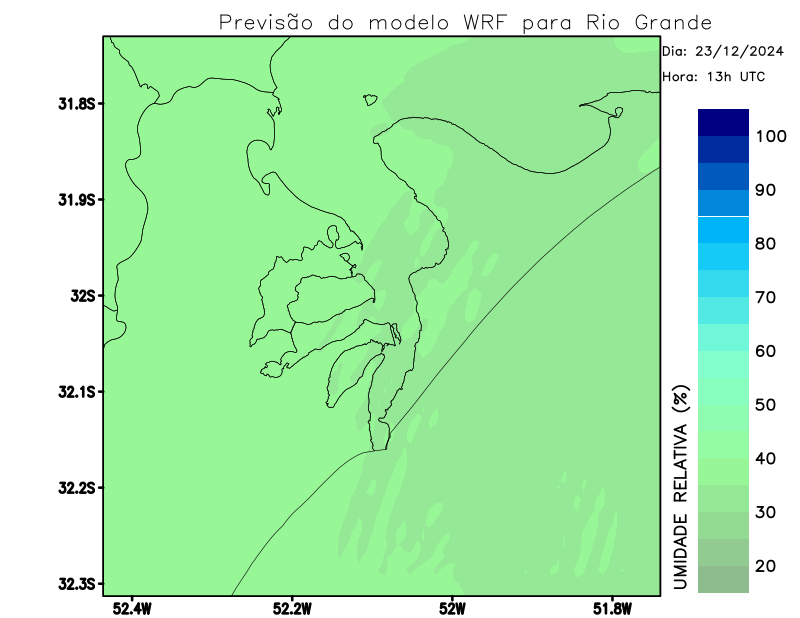 Previsão do modelo WRF para Rio Grande
Dia: 23/12/2024
Hora: 13h UTC
31.8S
31.9S
32S
32.1S
32.2S
32.3S
52.4W
52.2W
52W
51.8W
UMIDADE RELATIVA (%)
100
90
80
70
60
50
40
30
20